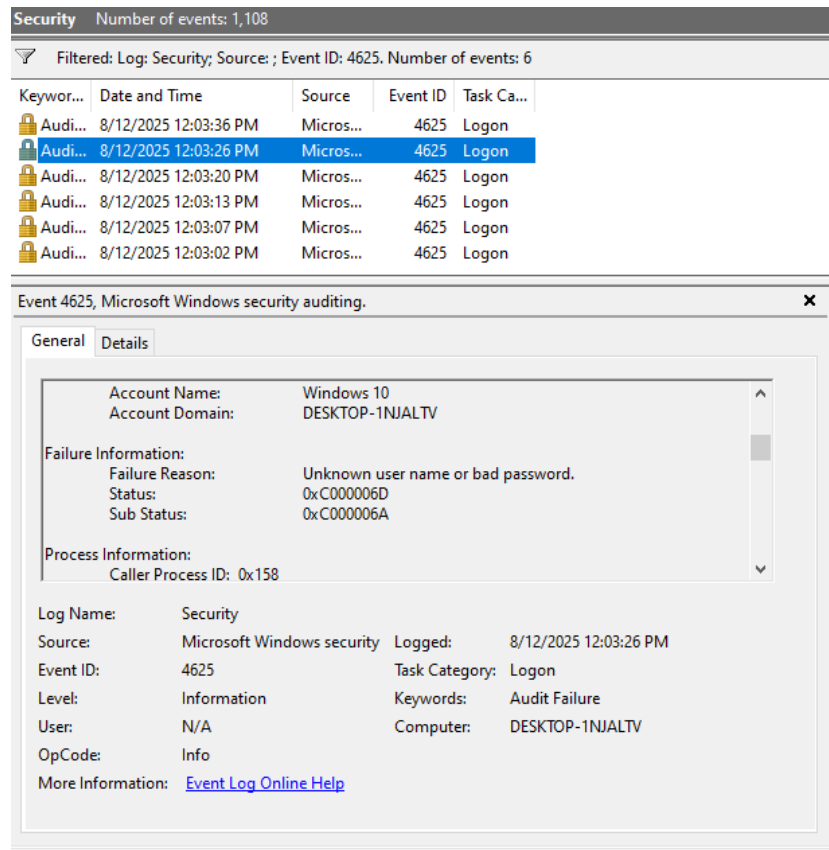 Security Number of events: 1,108
Filtered: Log: Security; Source: ; Event ID: 4625. Number of events: 6
Keywor... Date and Time Source Event ID Task Ca...
Audi... 8/12/2025 12:03:36 PM Micros... 4625 Logon
Audi... 8/12/2025 12:03:26 PM Micros... 4625 Logon
Audi... 8/12/2025 12:03:20 PM Micros... 4625 Logon
Audi... 8/12/2025 12:03:13 PM Micros... 4625 Logon
Audi... 8/12/2025 12:03:07 PM Micros... 4625 Logon
Audi... 8/12/2025 12:03:02 PM Micros... 4625 Logon
Event 4625, Microsoft Windows security auditing.
General Details
Account Name: Windows 10
Account Domain: DESKTOP-1NJALTV
Failure Information:
Failure Reason: Unknown user name or bad password.
Status: 0xC000006D
Sub Status: 0xC000006A
Process Information:
Caller Process ID: 0x158
Log Name: Security
Source: Microsoft Windows security Logged: 8/12/2025 12:03:26 PM
Event ID: 4625 Task Category: Logon
Level: Information Keywords: Audit Failure
User: N/A Computer: DESKTOP-1NJALTV
OpCode: Info
More Information: Event Log Online Help